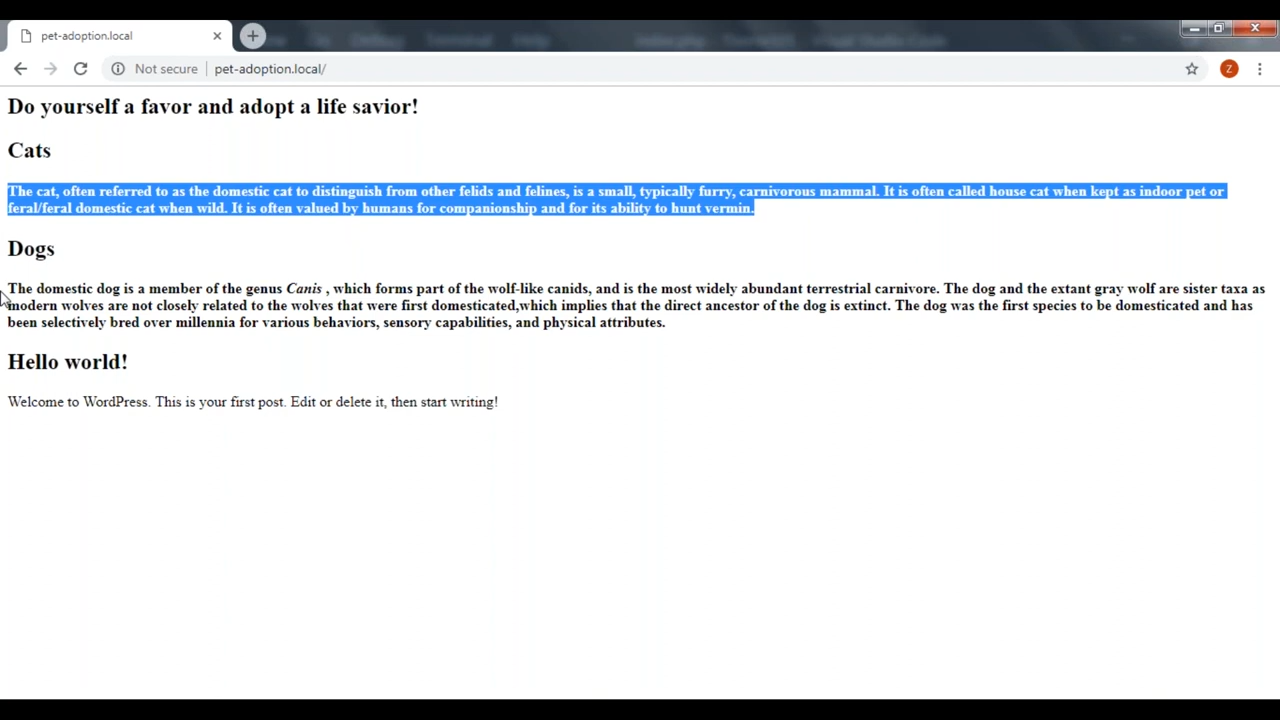 pet-adoption.local
Not secure
pet-adoption.local/
Z
Do yourself a favor and adopt a life savior!
Cats
The cat, often referred to as the domestic cat to distinguish from other felids and felines, is a small, typically furry, carnivorous mammal. It is often called house cat when kept as indoor pet or
feral/feral domestic cat when wild. It is often valued by humans for companionship and for its ability to hunt vermin.
Dogs
The domestic dog is a member of the genus Canis , which forms part of the wolf-like canids, and is the most widely abundant terrestrial carnivore. The dog and the extant gray wolf are sister taxa as
modern wolves are not closely related to the wolves that were first domesticated,which implies that the direct ancestor of the dog is extinct. The dog was the first species to be domesticated and has
been selectively bred over millennia for various behaviors, sensory capabilities, and physical attributes.
Hello world!
Welcome to WordPress. This is your first post. Edit or delete it, then start writing!